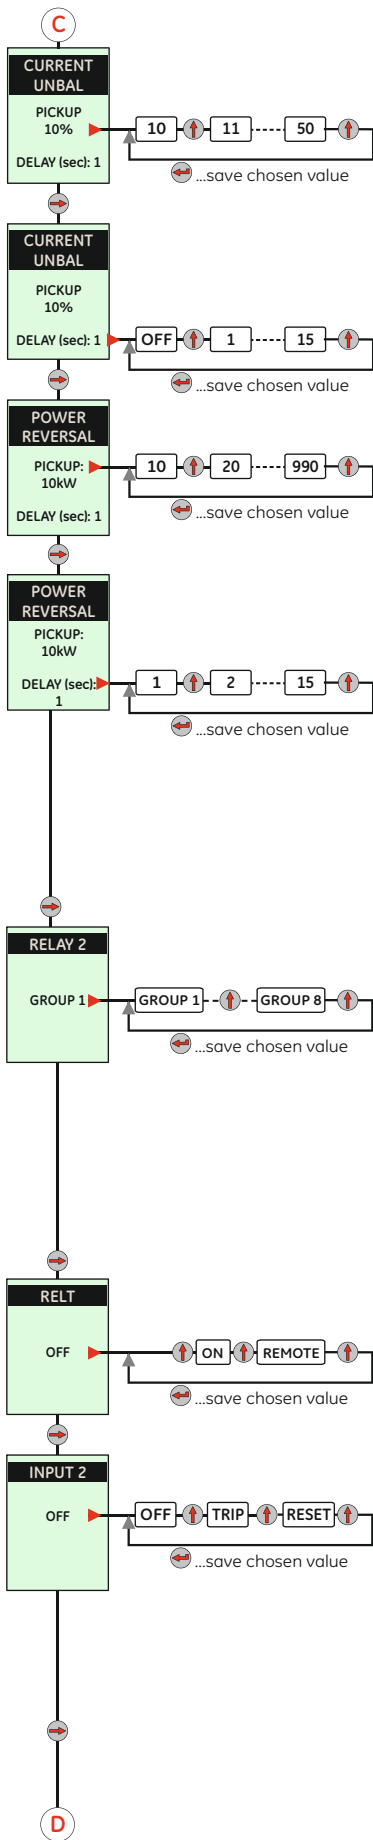 C
CURRENT
UNBAL
PICKUP
10%
10 11 50
DELAY (sec): 1
...save chosen value
CURRENT
UNBAL
PICKUP
10%
DELAY (sec): 1
OFF 1 15
...save chosen value
POWER
REVERSAL
PICKUP:
10kW
10 20 990
DELAY (sec): 1
...save chosen value
POWER
REVERSAL
PICKUP:
10kW
DELAY (sec):
1
1 2 15
...save chosen value
RELAY 2
GROUP 1
GROUP 1 GROUP 8
...save chosen value
RELT
OFF
ON REMOTE
...save chosen value
INPUT 2
OFF
OFF TRIP RESET
...save chosen value
D